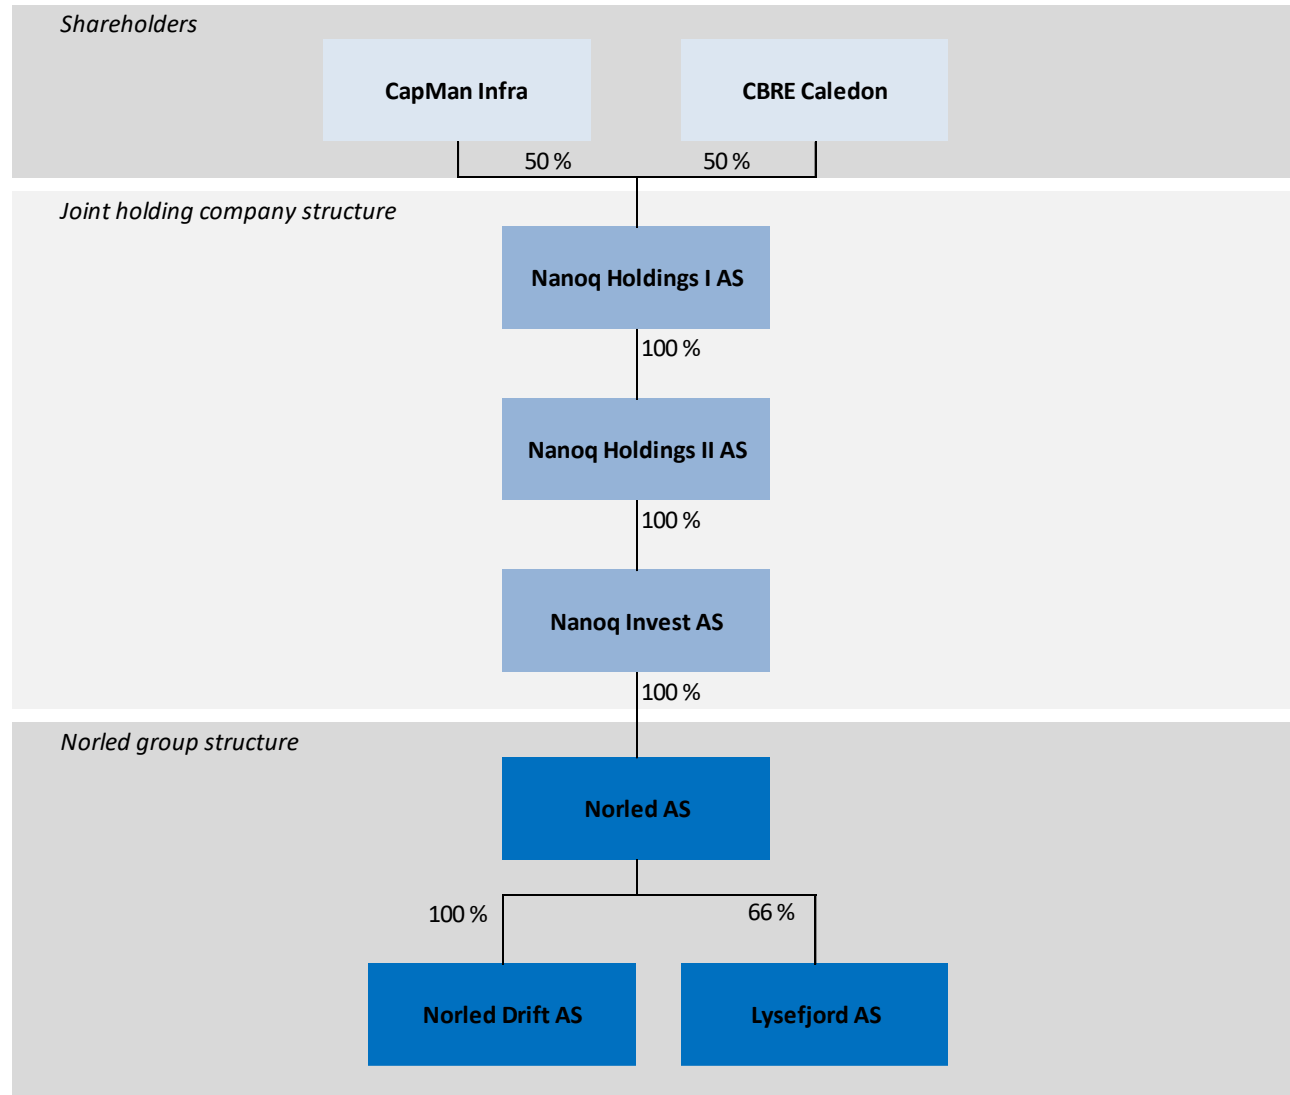 Shareholders
CapMan Infra
CBRE Caledon
50 %
50 %
Joint holding company structure
Nanoq Holdings I AS
100 %
Nanoq Holdings II AS
100 %
Nanoq Invest AS
100 %
Norled group structure
Norled AS
100 %
66 %
Norled Drift AS
Lysefjord AS